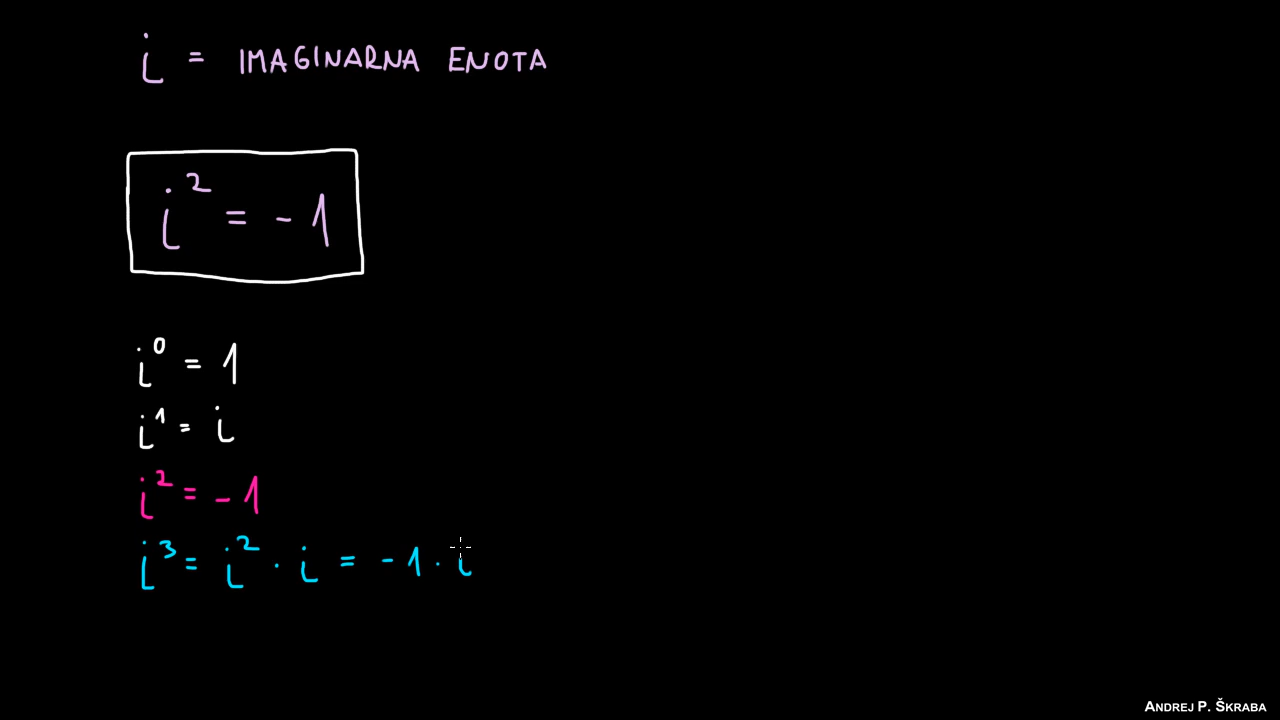 i = IMAGINARNA ENOTA
i² = -1
i⁰ = 1
i¹ = i
i² = -1
i³ = i² · i = -1 · i
ANDREJ P. ŠKRABA